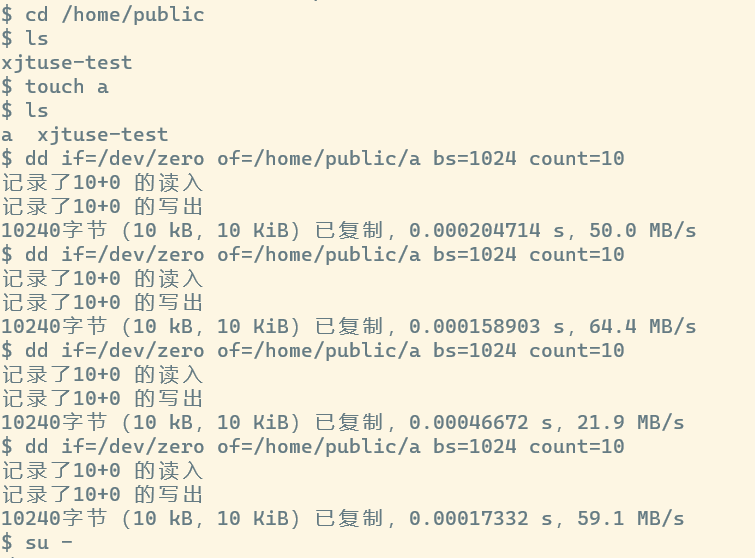 $ cd /home/public
$ ls
xjtuse-test
$ touch a
$ ls
a  xjtuse-test
$ dd if=/dev/zero of=/home/public/a bs=1024 count=10
记录了10+0 的读入
记录了10+0 的写出
10240字节 (10 kB, 10 KiB) 已复制，0.000204714 s，50.0 MB/s
$ dd if=/dev/zero of=/home/public/a bs=1024 count=10
记录了10+0 的读入
记录了10+0 的写出
10240字节 (10 kB, 10 KiB) 已复制，0.000158903 s，64.4 MB/s
$ dd if=/dev/zero of=/home/public/a bs=1024 count=10
记录了10+0 的读入
记录了10+0 的写出
10240字节 (10 kB, 10 KiB) 已复制，0.00046672 s，21.9 MB/s
$ dd if=/dev/zero of=/home/public/a bs=1024 count=10
记录了10+0 的读入
记录了10+0 的写出
10240字节 (10 kB, 10 KiB) 已复制，0.00017332 s，59.1 MB/s
$ su -